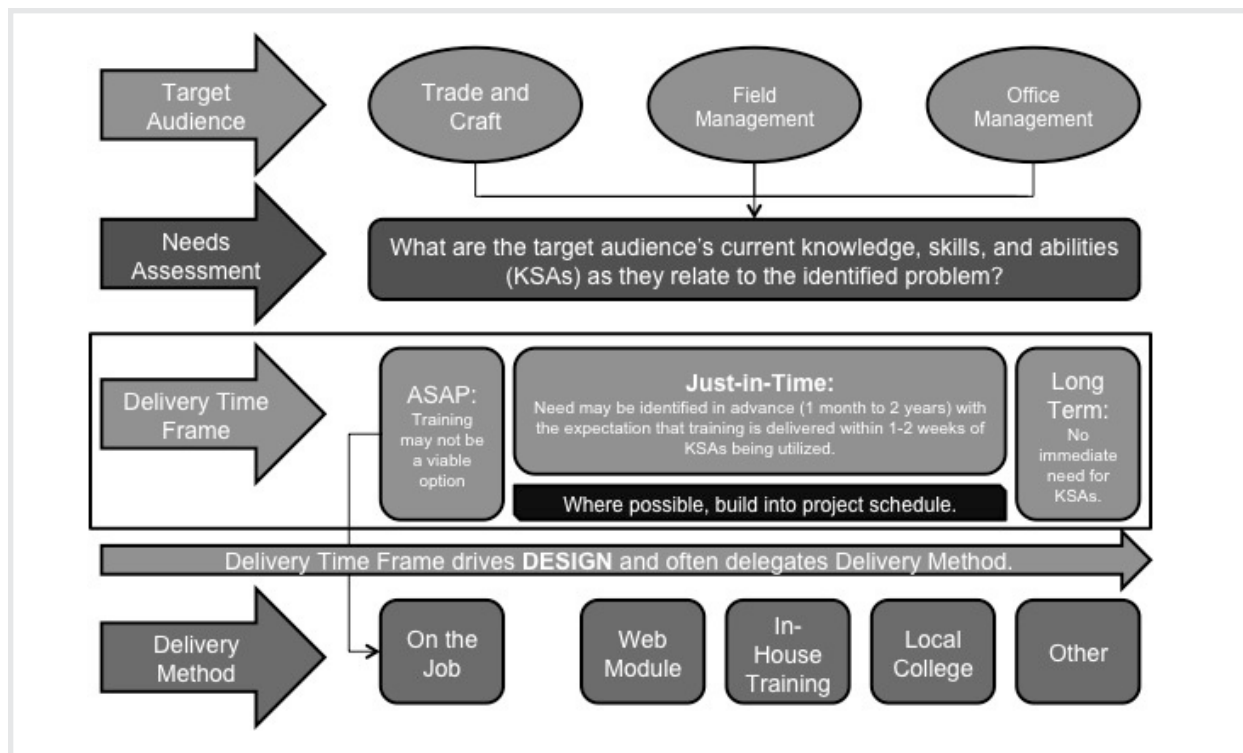 Target
Audience
Trade and
Craft
Field
Management
Office
Management
Needs
Assessment
What are the target audience’s current knowledge, skills, and abilities
(KSAs) as they relate to the identified problem?
Delivery Time
Frame
ASAP:
Training
may not be
a viable
option
Just-in-Time:
Need may be identified in advance (1 month to 2 years) with
the expectation that training is delivered within 1-2 weeks of
KSAs being utilized.
Where possible, build into project schedule.
Long
Term:
No
immediate
need for
KSAs.
Delivery Time Frame drives DESIGN and often delegates Delivery Method.
Delivery
Method
On the
Job
Web
Module
In-
House
Training
Local
College
Other